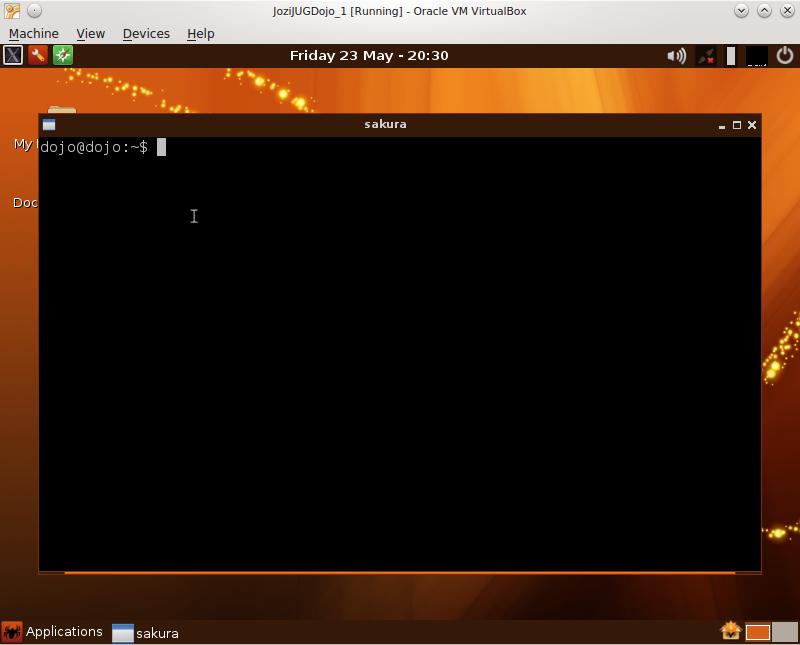 JoziJUGDojo_1 [Running] - Oracle VM VirtualBox
Machine View Devices Help
Friday 23 May - 20:30
sakura
My
dojo@dojo:~$
Doc
Applications sakura